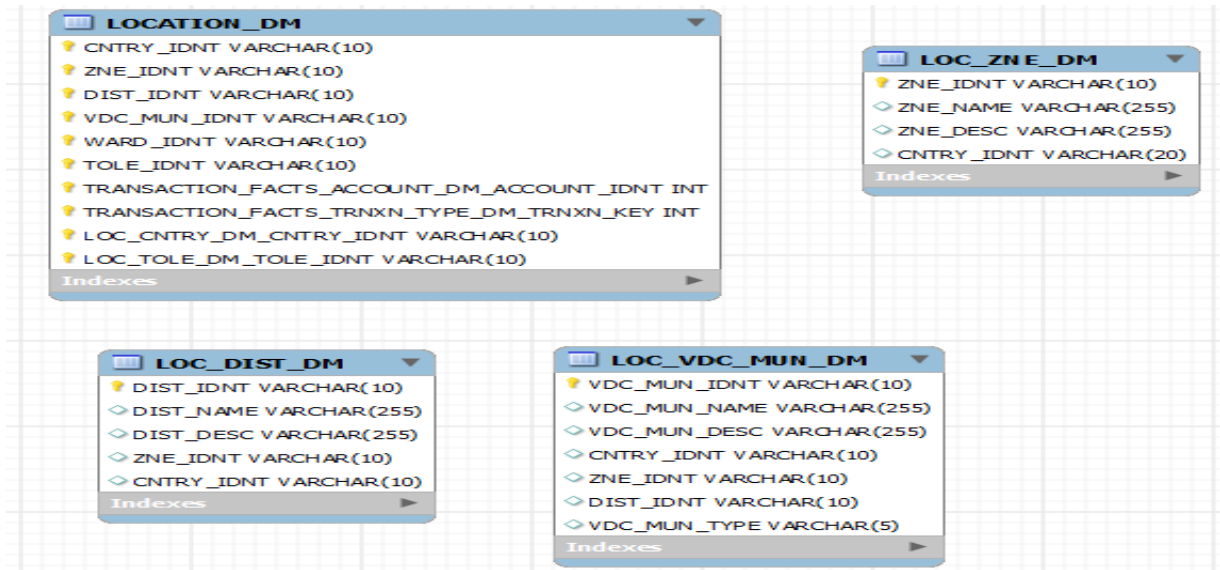 LOCATION_DM
CNTRY_IDNT VARCHAR(10)
ZNE_IDNT VARCHAR(10)
DIST_IDNT VARCHAR(10)
VDC_MUN_IDNT VARCHAR(10)
WARD_IDNT VARCHAR(10)
TOLE_IDNT VARCHAR(10)
TRANSACTION_FACTS_ACCOUNT_DM_ACCOUNT_IDNT INT
TRANSACTION_FACTS_TRNXN_TYPE_DM_TRNXN_KEY INT
LOC_CNTRY_DM_CNTRY_IDNT VARCHAR(10)
LOC_TOLE_DM_TOLE_IDNT VARCHAR(10)
Indexes
LOC_ZNE_DM
ZNE_IDNT VARCHAR(10)
ZNE_NAME VARCHAR(255)
ZNE_DESC VARCHAR(255)
CNTRY_IDNT VARCHAR(20)
Indexes
LOC_DIST_DM
DIST_IDNT VARCHAR(10)
DIST_NAME VARCHAR(255)
DIST_DESC VARCHAR(255)
ZNE_IDNT VARCHAR(10)
CNTRY_IDNT VARCHAR(10)
Indexes
LOC_VDC_MUN_DM
VDC_MUN_IDNT VARCHAR(10)
VDC_MUN_NAME VARCHAR(255)
VDC_MUN_DESC VARCHAR(255)
CNTRY_IDNT VARCHAR(10)
ZNE_IDNT VARCHAR(10)
DIST_IDNT VARCHAR(10)
VDC_MUN_TYPE VARCHAR(5)
Indexes